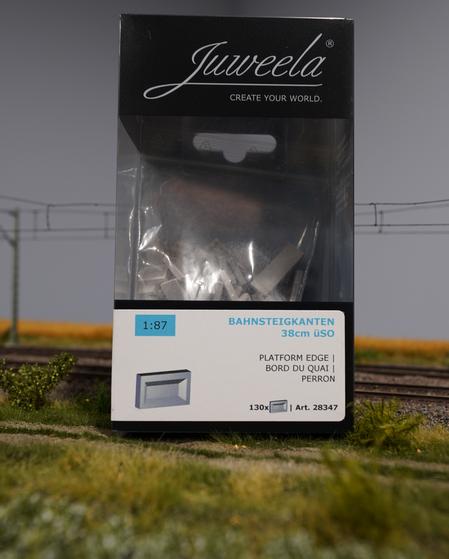 Juweela®
CREATE YOUR WORLD.
1:87
BAHNSTEIGKANTEN
38cm üSO
PLATFORM EDGE |
BORD DU QUAI |
PERRON
130x | Art. 28347